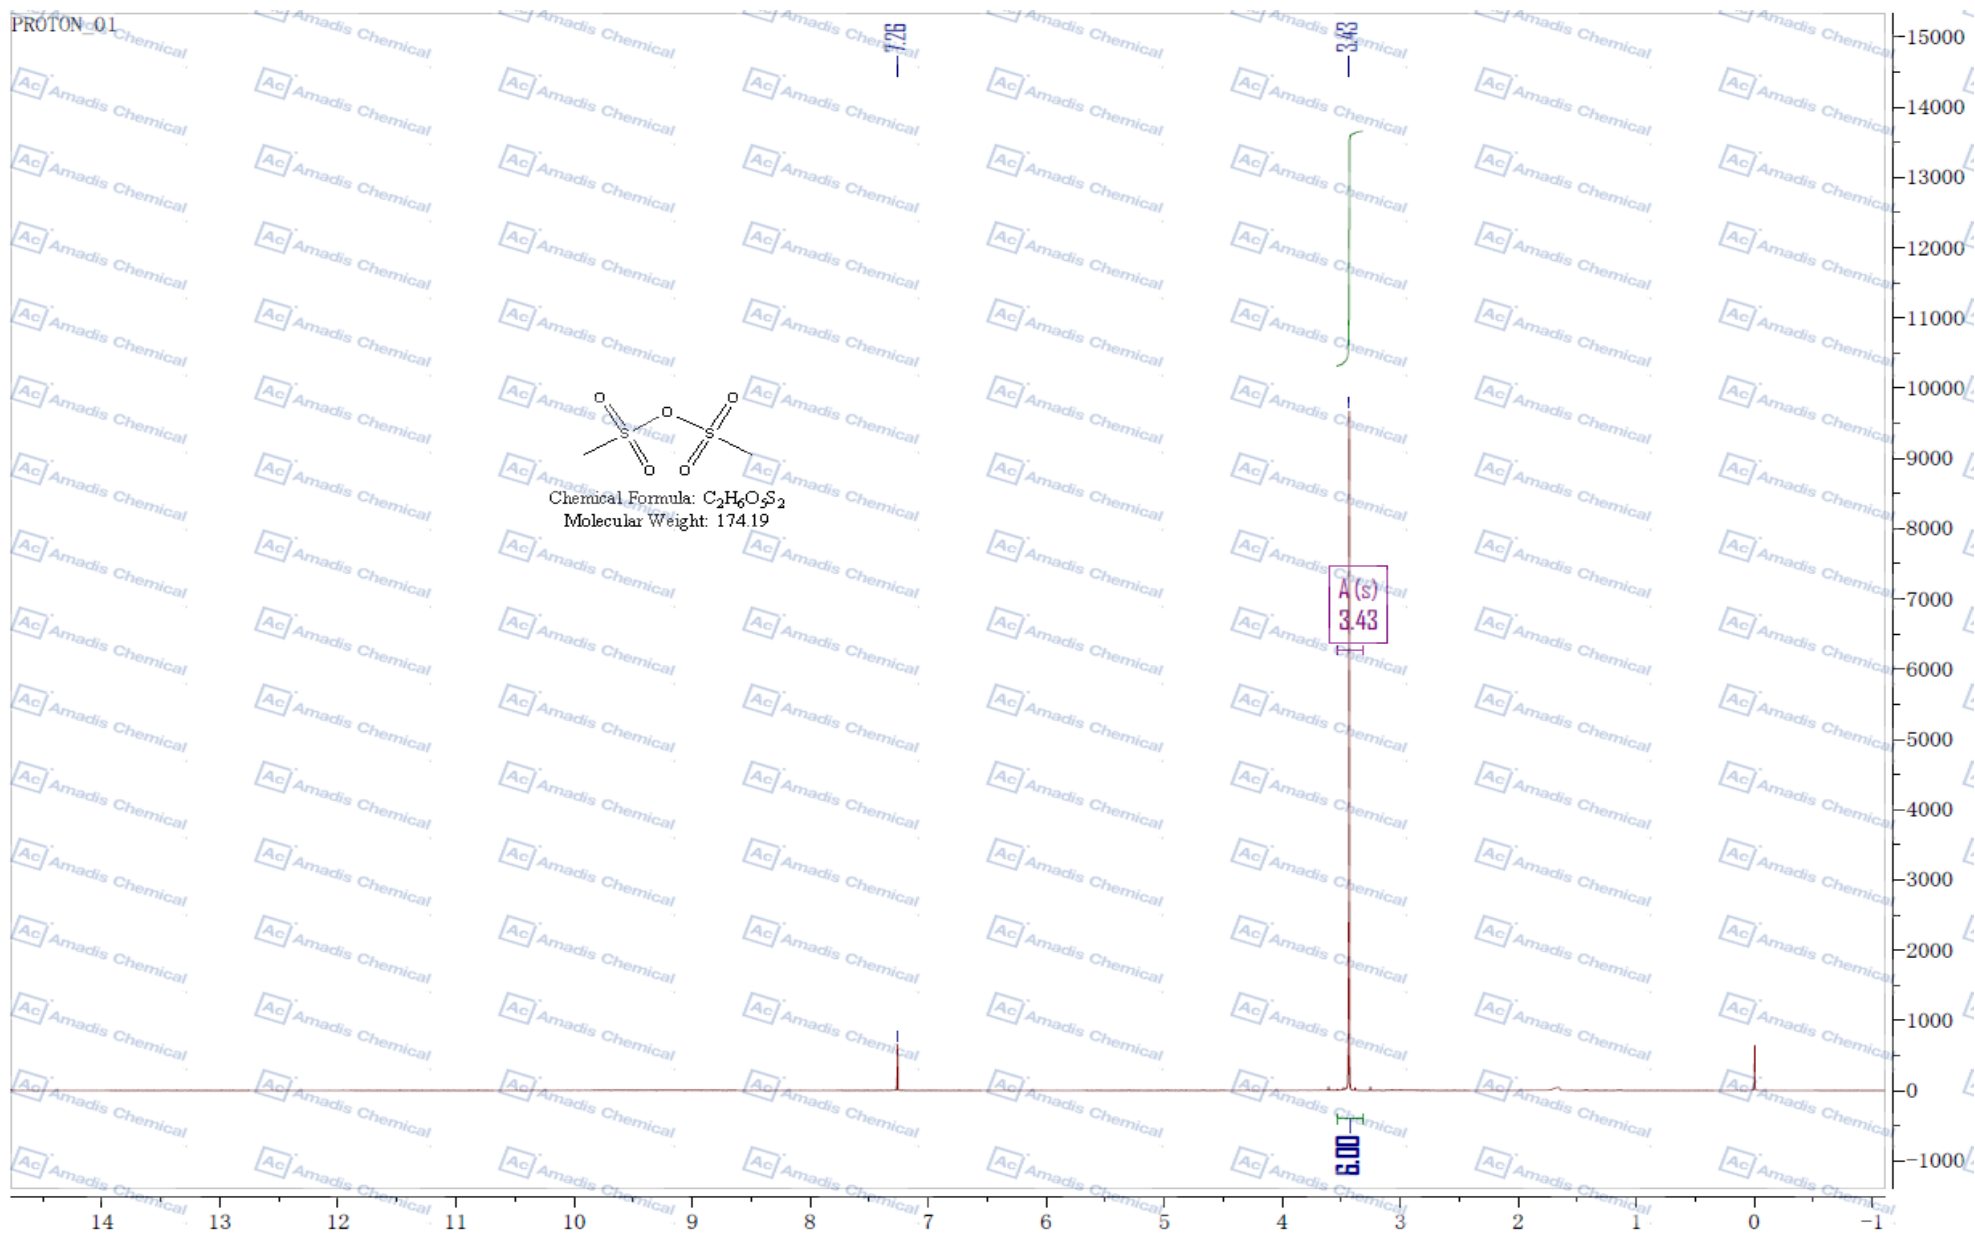 PROTON_01
7.26
3.43
15000
14000
13000
12000
11000
10000
9000
8000
7000
6000
5000
4000
3000
2000
1000
0
-1000
O O O
S S
O O
Chemical Formula: C2H6O5S2
Molecular Weight: 174.19
A (s)
3.43
6.00
14 13 12 11 10 9 8 7 6 5 4 3 2 1 0 -1
Ac Amadis Chemical